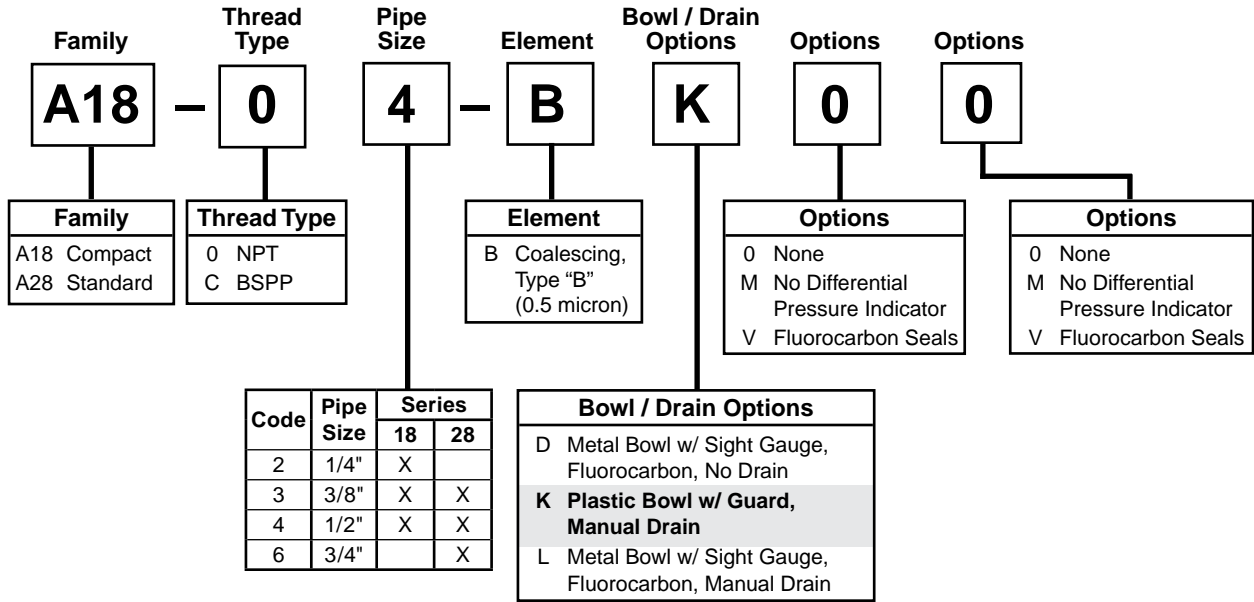 Family Thread Type Pipe Size Element Bowl / Drain Options Options Options
A18 – 0 4 – B K 0 0
Family
A18 Compact
A28 Standard
Thread Type
0 NPT
C BSPP
Element
B Coalescing,
Type “B”
(0.5 micron)
Options
0 None
M No Differential
Pressure Indicator
V Fluorocarbon Seals
Options
0 None
M No Differential
Pressure Indicator
V Fluorocarbon Seals
Code Pipe Size Series
18 28
2 1/4" X
3 3/8" X X
4 1/2" X X
6 3/4" X
Bowl / Drain Options
D Metal Bowl w/ Sight Gauge,
Fluorocarbon, No Drain
K Plastic Bowl w/ Guard,
Manual Drain
L Metal Bowl w/ Sight Gauge,
Fluorocarbon, Manual Drain